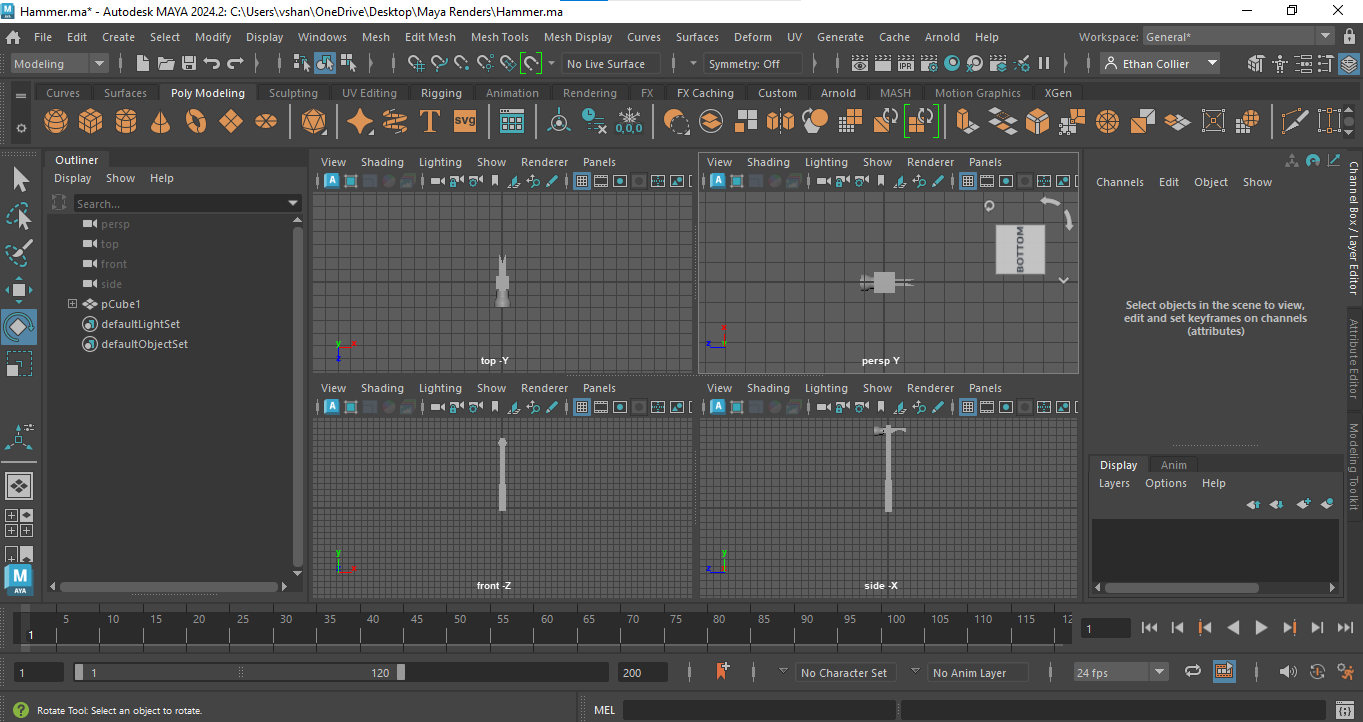 Hammer.ma* - Autodesk MAYA 2024.2: C:\Users\vshan\OneDrive\Desktop\Maya Renders\Hammer.ma
File Edit Create Select Modify Display Windows Mesh Edit Mesh Mesh Tools Mesh Display Curves Surfaces Deform UV Generate Cache Arnold Help Workspace: General*
Modeling No Live Surface Symmetry: Off IPR Ethan Collier
Curves Surfaces Poly Modeling Sculpting UV Editing Rigging Animation Rendering FX FX Caching Custom Arnold MASH Motion Graphics XGen
T svg 0,0,0
Outliner
Display Show Help
Search...
persp
top
front
side
pCube1
defaultLightSet
defaultObjectSet
View Shading Lighting Show Renderer Panels
A
y x z
top -Y
View Shading Lighting Show Renderer Panels
A
BOTTOM
x z y
persp Y
View Shading Lighting Show Renderer Panels
A
y x
front -Z
View Shading Lighting Show Renderer Panels
A
y z
side -X
Channels Edit Object Show
Select objects in the scene to view,
edit and set keyframes on channels
(attributes)
Channel Box / Layer Editor
Attribute Editor
Modeling Toolkit
Display Anim
Layers Options Help
M
AYA
5 10 15 20 25 30 35 40 45 50 55 60 65 70 75 80 85 90 95 100 105 110 115 12
1 1
1 1 120 200 No Character Set No Anim Layer 24 fps
? Rotate Tool: Select an object to rotate. MEL